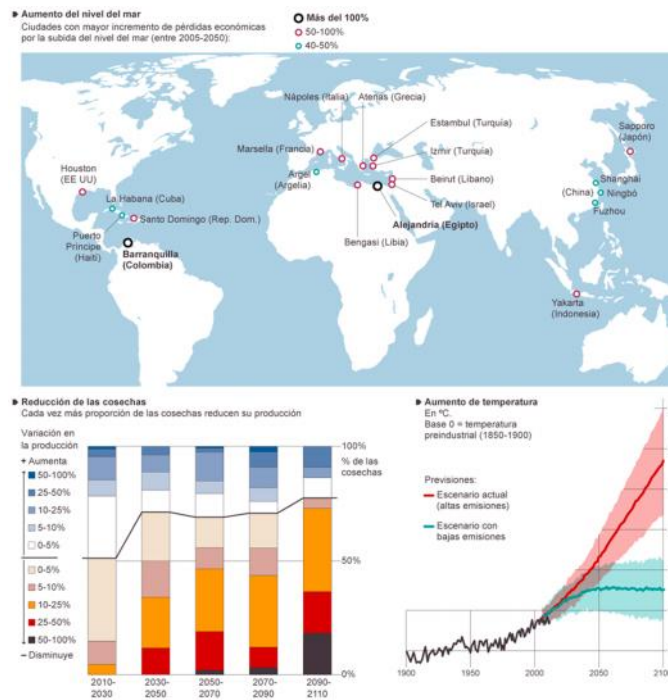 Aumento del nivel del mar
Ciudades con mayor incremento de pérdidas económicas
por la subida del nivel del mar (entre 2005-2050):
Más del 100%
50-100%
40-50%
Nápoles (Italia)
Atenas (Grecia)
Estambul (Turquía)
Marsella (Francia)
Izmir (Turquía)
Sapporo
(Japón)
Houston
(EE UU)
Argel
(Argelia)
Beirut (Líbano)
Shanghái
(China)
Ningbó
La Habana (Cuba)
Tel Aviv (Israel)
Fuzhou
Santo Domingo (Rep. Dom.)
Alejandría (Egipto)
Puerto
Príncipe
(Haití)
Bengasi (Libia)
Barranquilla
(Colombia)
Yakarta
(Indonesia)
Reducción de las cosechas
Cada vez más proporción de las cosechas reducen su producción
Variación en
la producción
+ Aumenta
50-100%
25-50%
10-25%
5-10%
0-5%
0-5%
5-10%
10-25%
25-50%
50-100%
– Disminuye
100%
% de las
cosechas
50%
0%
2010-
2030
2030-
2050
2050-
2070
2070-
2090
2090-
2110
Aumento de temperatura
En ºC.
Base 0 = temperatura
preindustrial (1850-1900)
Previsiones:
Escenario actual
(altas emisiones)
Escenario con
bajas emisiones
1900
1950
2000
2050